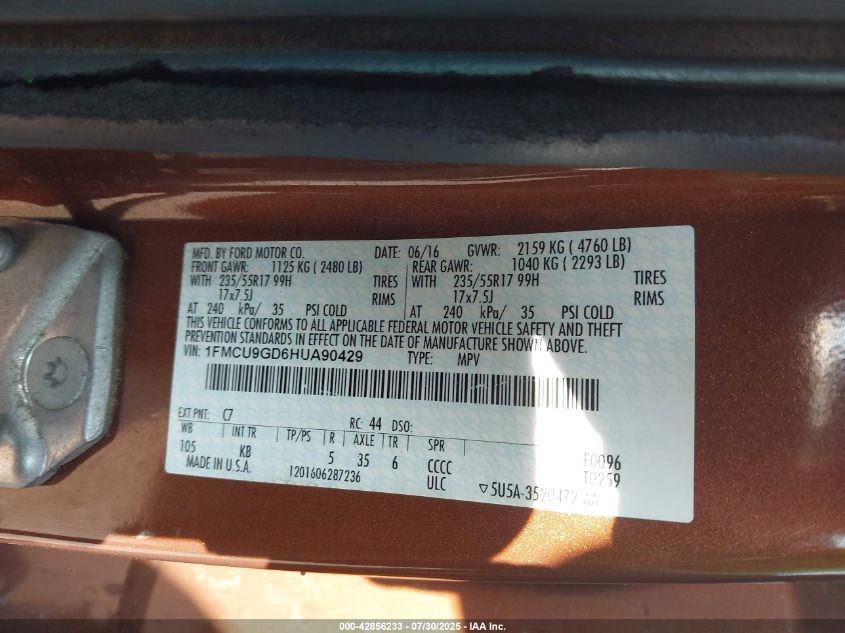 MFD. BY FORD MOTOR CO. DATE: 06/16 GVWR: 2159 KG ( 4760 LB)
FRONT GAWR: 1125 KG ( 2480 LB) REAR GAWR: 1040 KG ( 2293 LB)
WITH 235/55R17 99H TIRES WITH 235/55R17 99H TIRES
17x7.5J RIMS 17x7.5J RIMS
AT 240 kPa/ 35 PSI COLD AT 240 kPa/ 35 PSI COLD
THIS VEHICLE CONFORMS TO ALL APPLICABLE FEDERAL MOTOR VEHICLE SAFETY AND THEFT
PREVENTION STANDARDS IN EFFECT ON THE DATE OF MANUFACTURE SHOWN ABOVE.
VIN: 1FMCU9GD6HUA90429 TYPE: MPV
EXT PNT: C7 RC: 44 DSO:
WB INT TR TP/PS R AXLE TR SPR
105 KB 5 35 6 CCCC F0096
MADE IN U.S.A. 1201606287236 ULC T0259
▽5U5A-3520472-AA
000-42856233 - 07/30/2025 - IAA Inc.